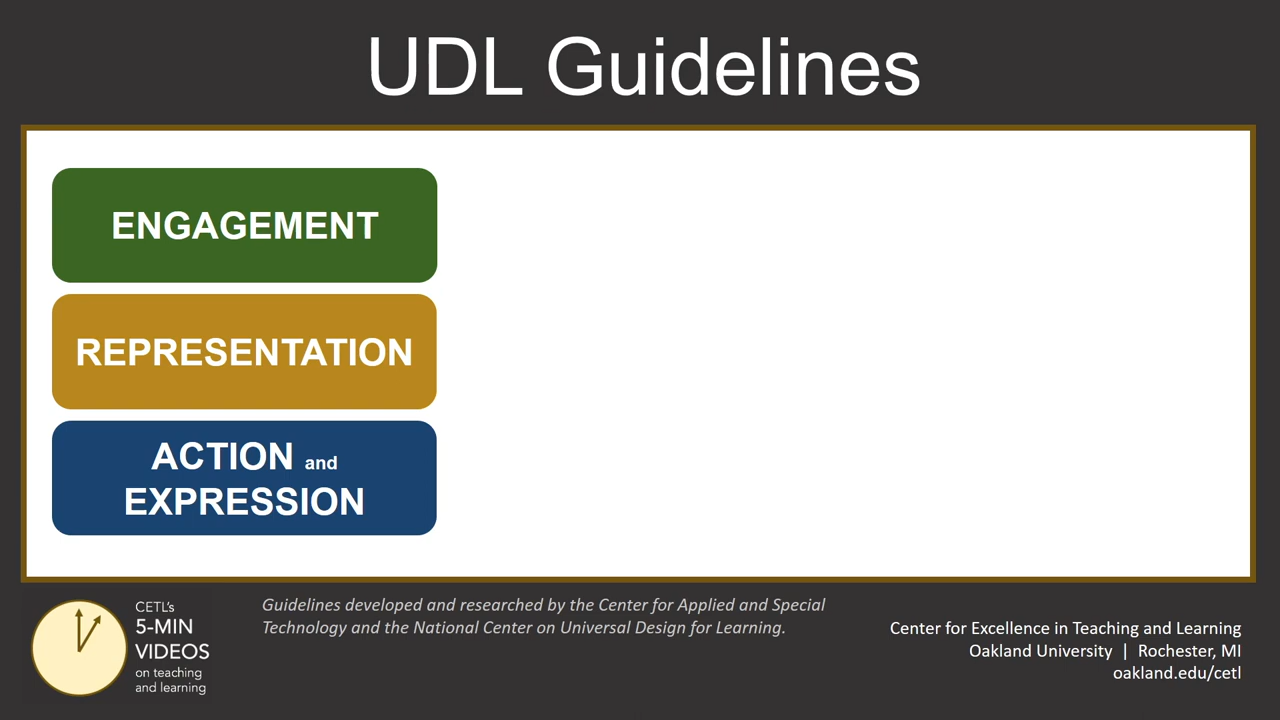 UDL Guidelines
ENGAGEMENT
REPRESENTATION
ACTION and
EXPRESSION
CETL's
5-MIN
VIDEOS
on teaching
and learning
Guidelines developed and researched by the Center for Applied and Special
Technology and the National Center on Universal Design for Learning.
Center for Excellence in Teaching and Learning
Oakland University | Rochester, MI
oakland.edu/cetl